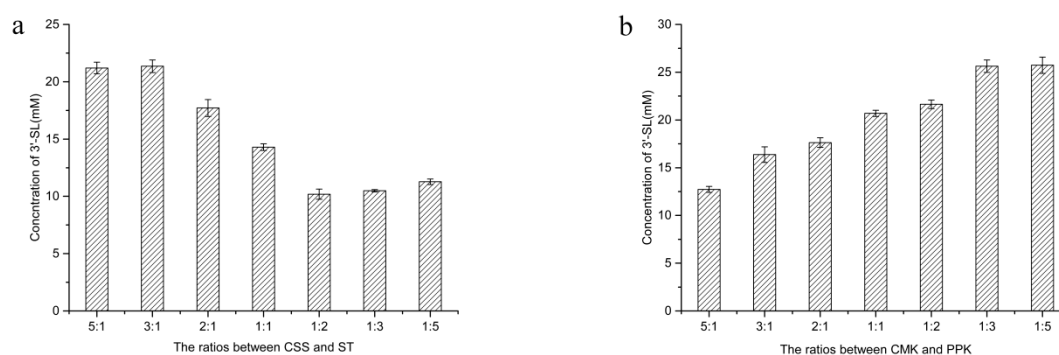 a
25
20
15
10
5
0
Concntration of 3'-SL(mM)
5:1 3:1 2:1 1:1 1:2 1:3 1:5
The ratios between CSS and ST
b
30
25
20
15
10
5
0
Concentration of 3'-SL(mM)
5:1 3:1 2:1 1:1 1:2 1:3 1:5
The ratios between CMK and PPK